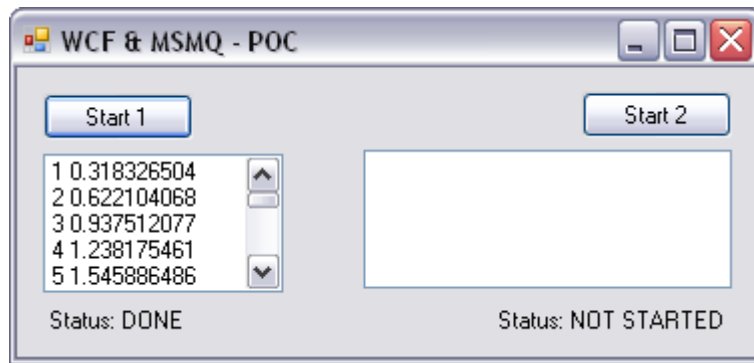 WCF & MSMQ - POC
Start 1
Start 2
1 0.318326504
2 0.622104068
3 0.937512077
4 1.238175461
5 1.545886486
Status: DONE
Status: NOT STARTED